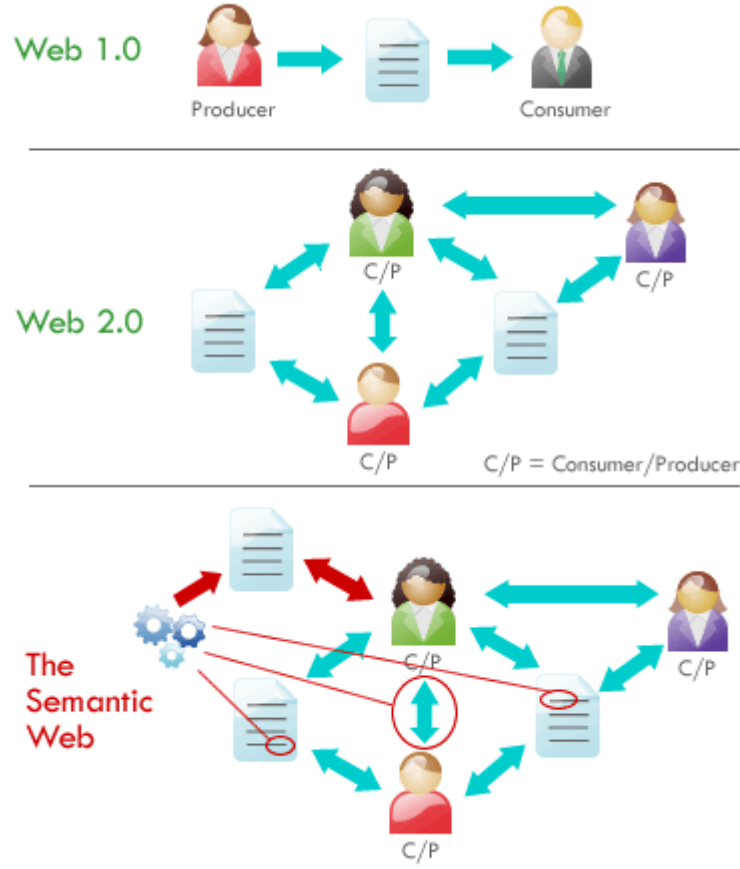 Web 1.0
Producer
Consumer
C/P
C/P
Web 2.0
C/P
C/P = Consumer/Producer
C/P
C/P
The
Semantic
Web
C/P